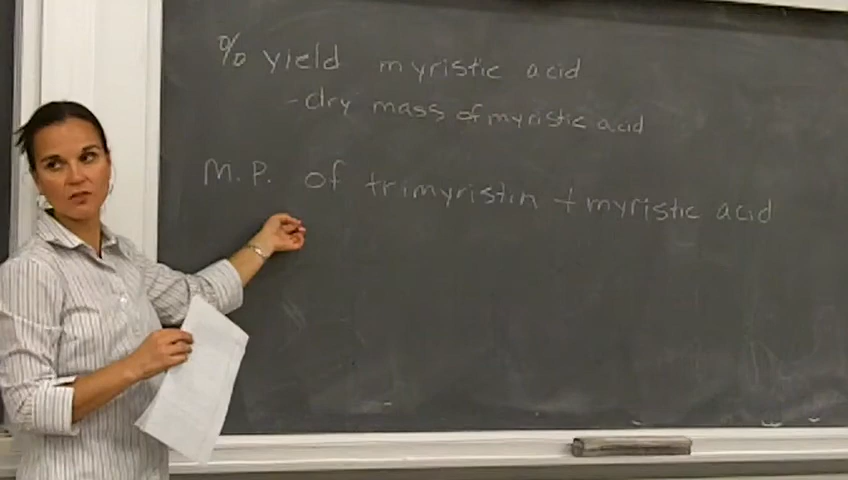 % yield myristic acid
-dry mass of myristic acid
M.P. of trimyristin + myristic acid